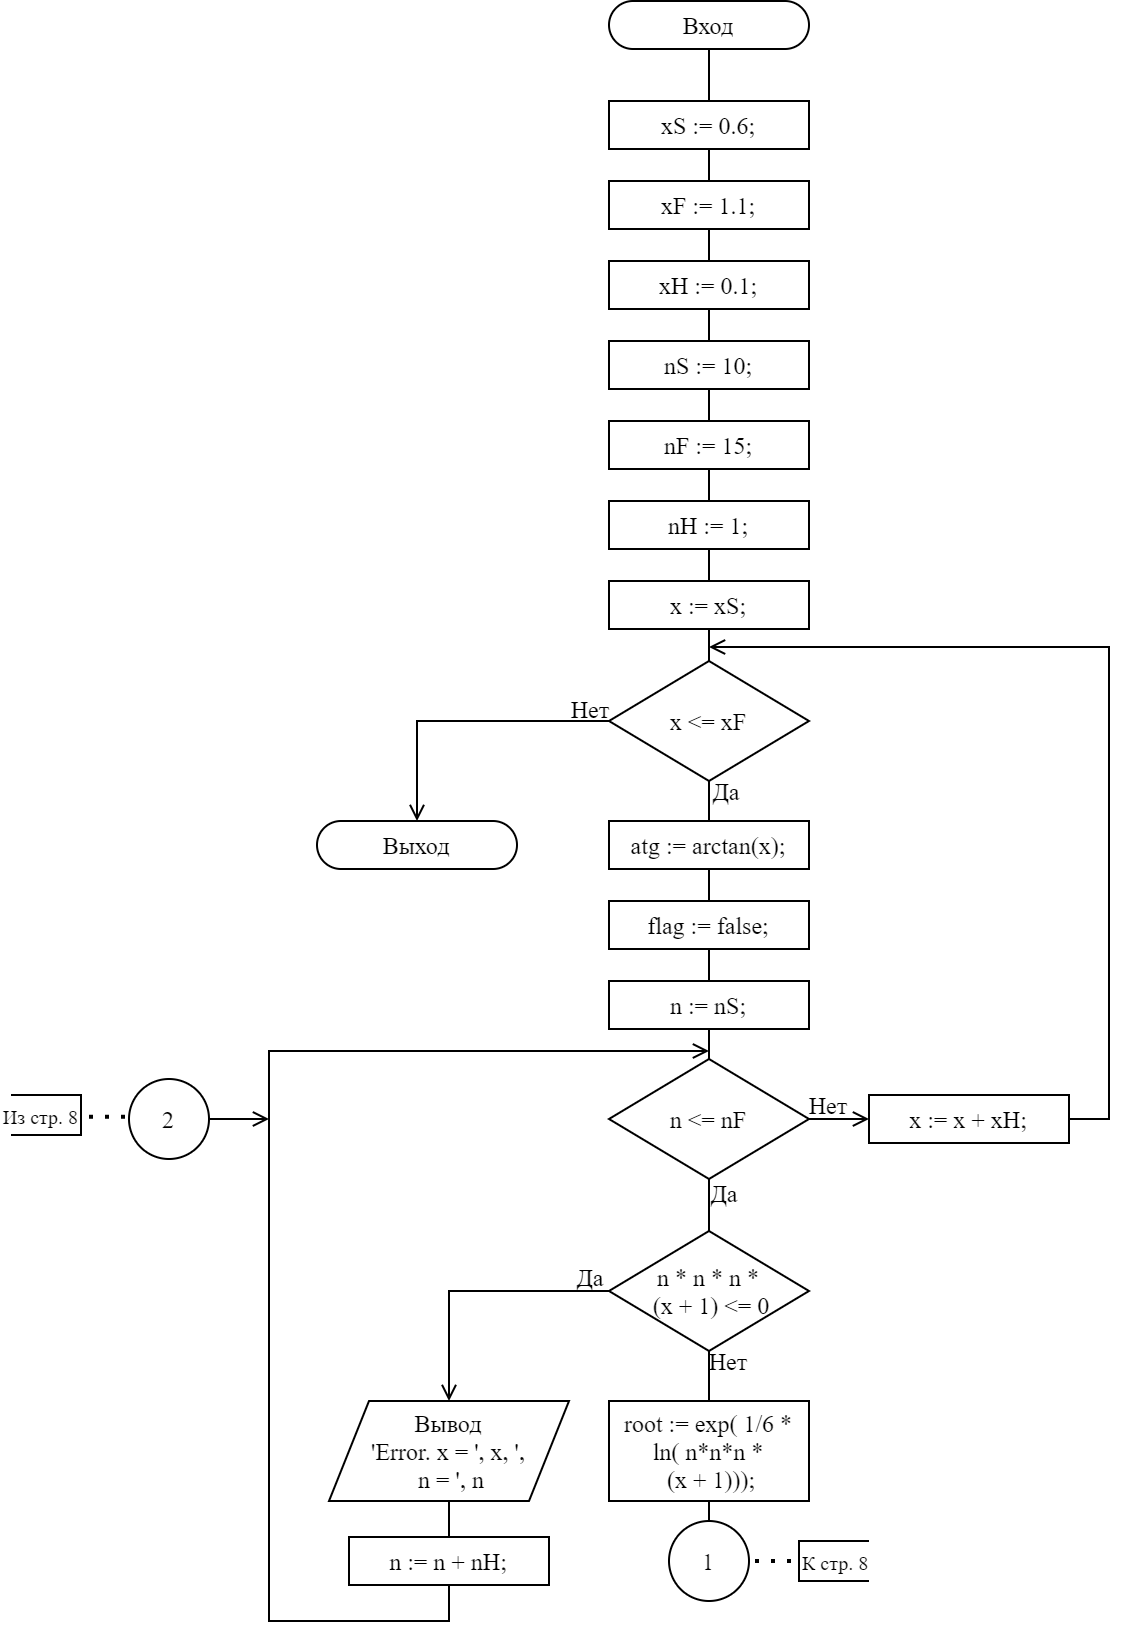 Вход
xS := 0.6;
xF := 1.1;
xH := 0.1;
nS := 10;
nF := 15;
nH := 1;
x := xS;
Нет
x <= xF
Да
Выход
atg := arctan(x);
flag := false;
n := nS;
Из стр. 8
2
n <= nF
Нет
x := x + xH;
Да
Да
n * n * n *
(x + 1) <= 0
Нет
Вывод
'Error. x = ', x, ',
n = ', n
root := exp( 1/6 *
ln( n*n*n *
(x + 1)));
n := n + nH;
1
К стр. 8